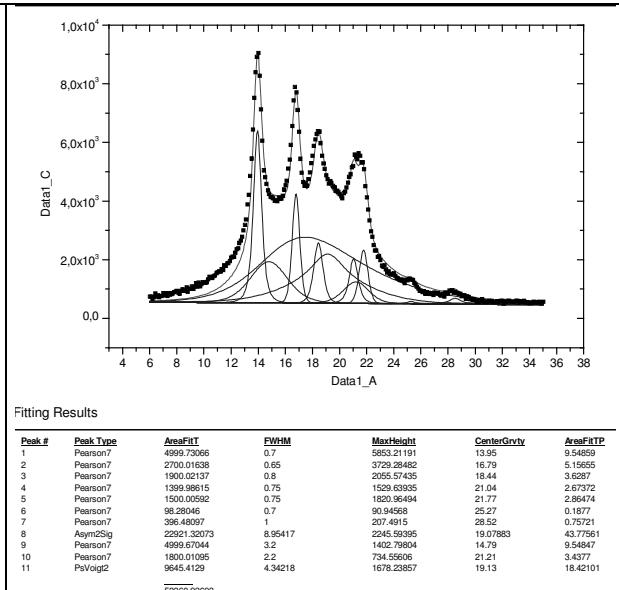 1,0x10⁴
8,0x10³
6,0x10³
4,0x10³
2,0x10³
0,0
Data1_C
4 6 8 10 12 14 16 18 20 22 24 26 28 30 32 34 36 38
Data1_A
Fitting Results
Peak # Peak Type AreaFitT FWHM MaxHeight CenterGrvty AreaFitTP
1 Pearson7 4999.73066 0.7 5853.21191 13.95 9.54859
2 Pearson7 2700.01638 0.65 3729.28482 16.79 5.15655
3 Pearson7 1900.02137 0.8 2055.57435 18.44 3.6287
4 Pearson7 1399.98615 0.75 1529.63935 21.04 2.67372
5 Pearson7 1500.00592 0.75 1820.96494 21.77 2.86474
6 Pearson7 98.28046 0.7 90.94568 25.27 0.1877
7 Pearson7 396.48097 1 207.4915 28.52 0.75721
8 Asym2Sig 22921.32073 8.95417 2245.59395 19.07883 43.77561
9 Pearson7 4999.67044 3.2 1402.79804 14.79 9.54847
10 Pearson7 1800.01095 2.2 734.55606 21.21 3.4377
11 PsVoigt2 9645.4129 4.34218 1678.23857 19.13 18.42101